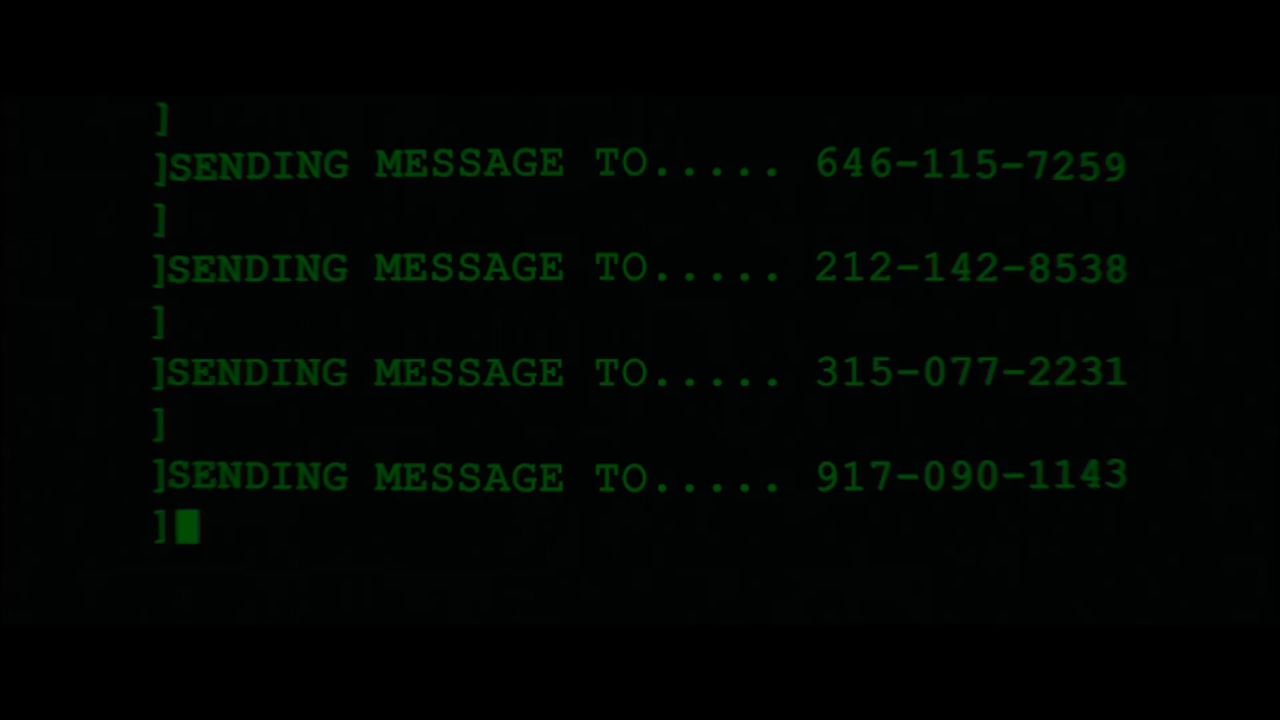 ]
]SENDING MESSAGE TO..... 646-115-7259
]
]SENDING MESSAGE TO..... 212-142-8538
]
]SENDING MESSAGE TO..... 315-077-2231
]
]SENDING MESSAGE TO..... 917-090-1143
]